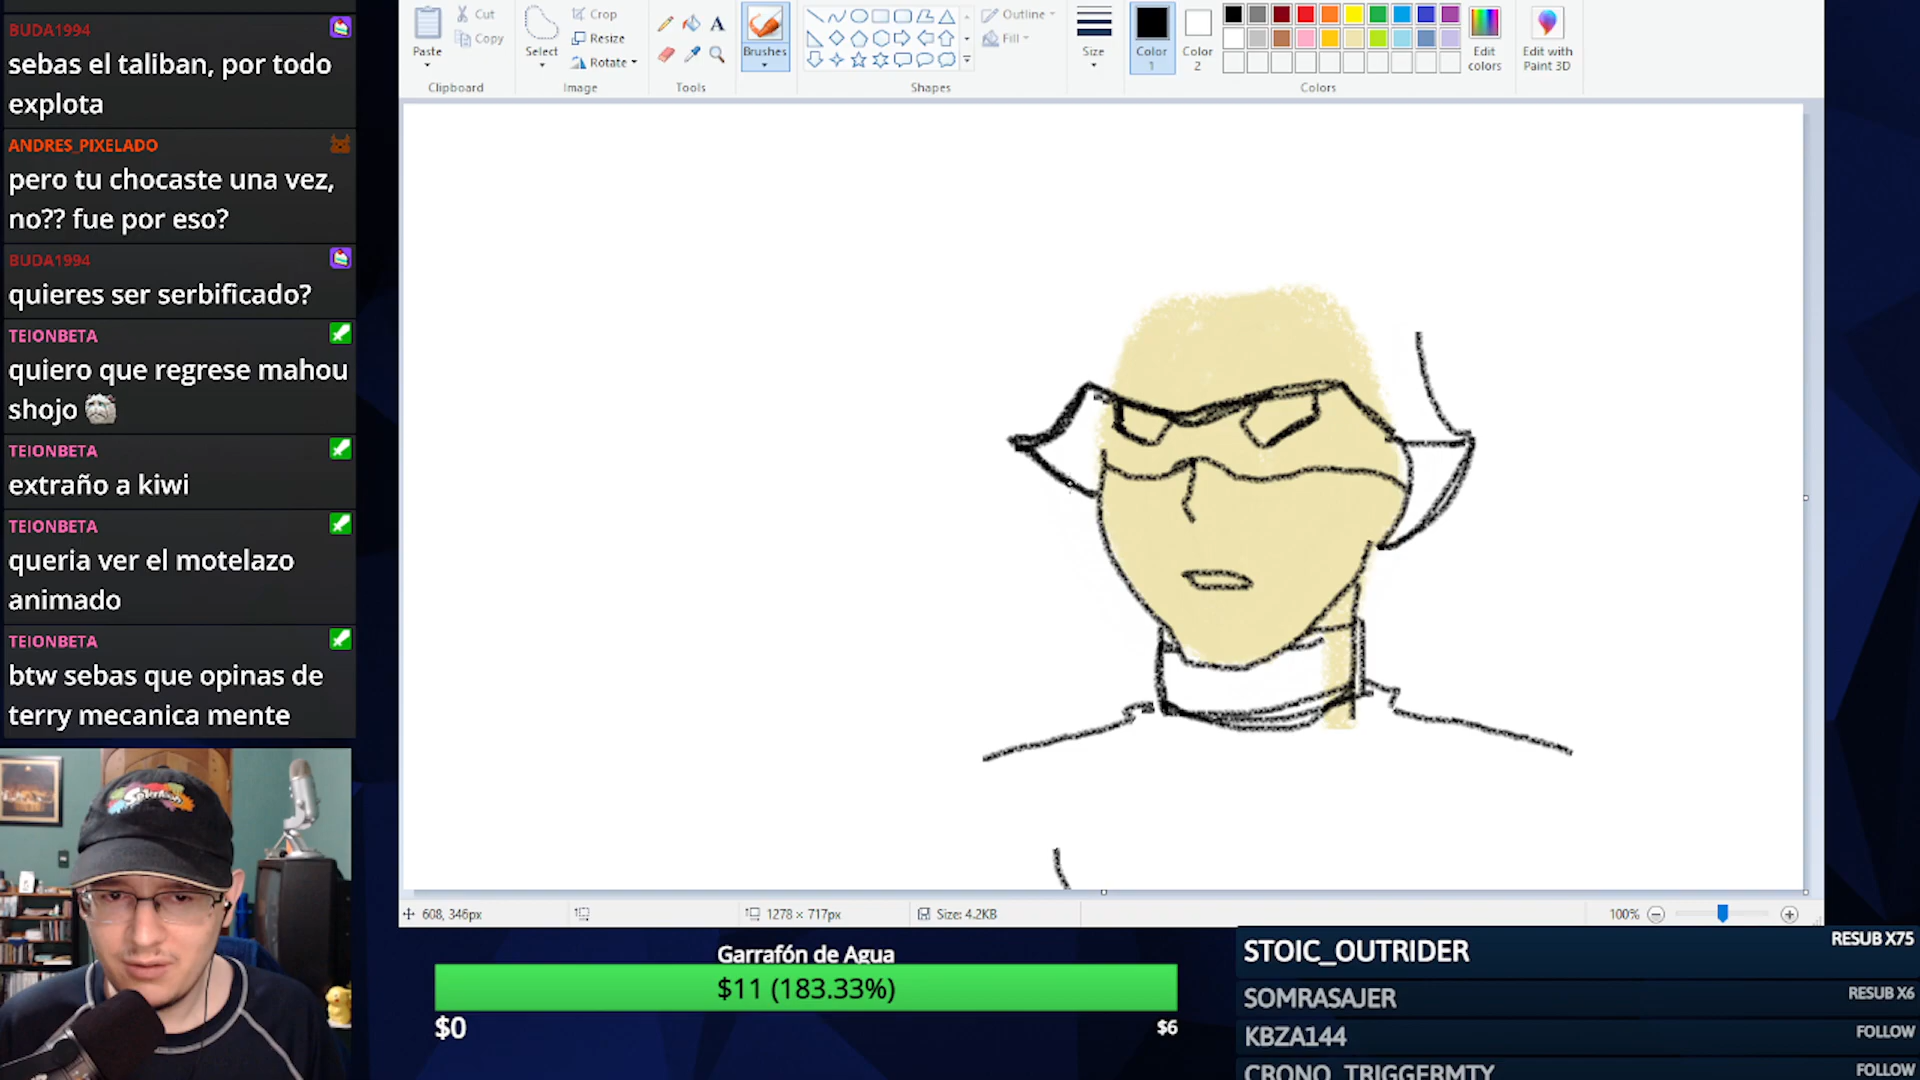 BUDA1994
sebas el taliban, por todo
explota
ANDRES_PIXELADO
pero tu chocaste una vez,
no?? fue por eso?
BUDA1994
quieres ser serbificado?
TEIONBETA
quiero que regrese mahou
shojo
TEIONBETA
extraño a kiwi
TEIONBETA
queria ver el motelazo
animado
TEIONBETA
btw sebas que opinas de
terry mecanica mente
Paste
Cut
Copy
Clipboard
Select
Crop
Resize
Rotate
Image
Tools
Brushes
Shapes
Outline
Fill
Size
Color
1
Color
2
Edit
colors
Edit with
Paint 3D
Colors
608, 346px
1278 × 717px
Size: 4.2KB
100%
Garrafón de Agua
$11 (183.33%)
$0
$6
STOIC_OUTRIDER
RESUB X75
SOMRASAJER
RESUB X6
KBZA144
FOLLOW
CRONO_TRIGGERMTY
FOLLOW